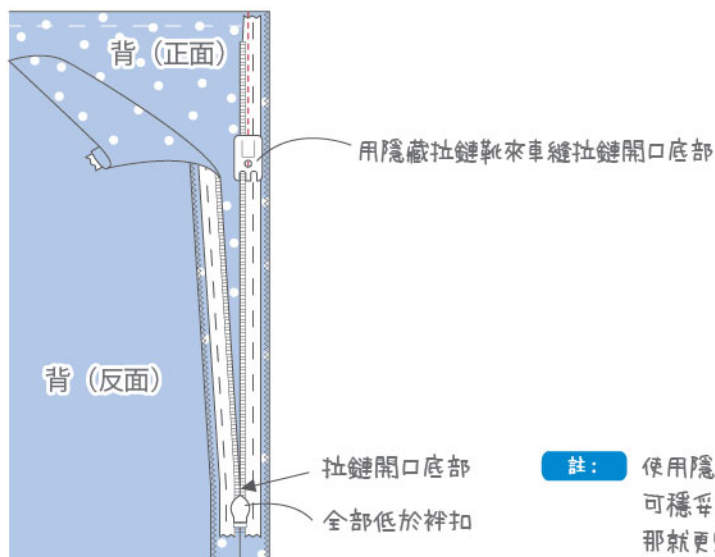 背（正面）
用隱藏拉鏈靴來車縫拉鏈開口底部
背（反面）
拉鏈開口底部
全部低於袢扣
註：
使用隱
可穩妥
那就更